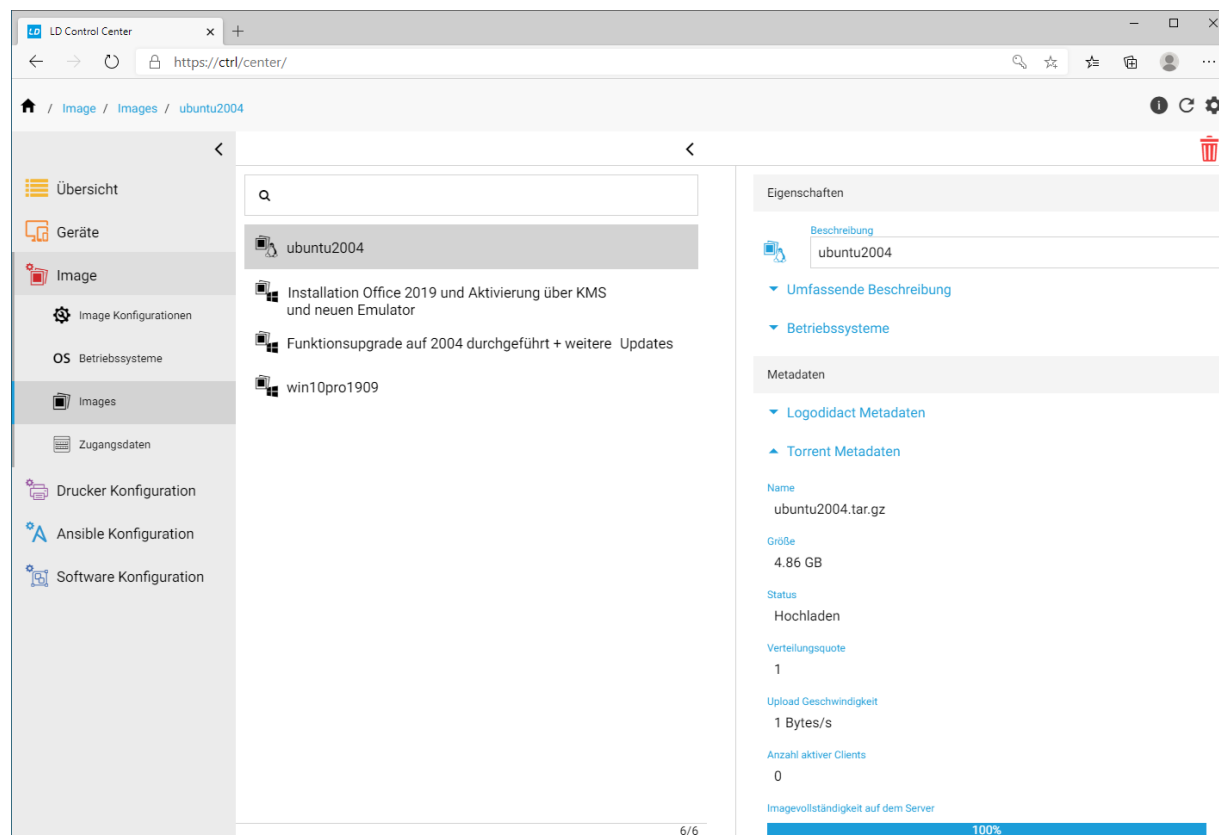 LD LD Control Center
https://ctrl/center/
/ Image / Images / ubuntu2004
Übersicht
Geräte
Image
Image Konfigurationen
OS Betriebssysteme
Images
Zugangsdaten
Drucker Konfiguration
Ansible Konfiguration
Software Konfiguration
ubuntu2004
Installation Office 2019 und Aktivierung über KMS
und neuen Emulator
Funktionsupgrade auf 2004 durchgeführt + weitere Updates
win10pro1909
6/6
Eigenschaften
Beschreibung
ubuntu2004
Umfassende Beschreibung
Betriebssysteme
Metadaten
Logodidact Metadaten
Torrent Metadaten
Name
ubuntu2004.tar.gz
Größe
4.86 GB
Status
Hochladen
Verteilungsquote
1
Upload Geschwindigkeit
1 Bytes/s
Anzahl aktiver Clients
0
Imagevollständigkeit auf dem Server
100%